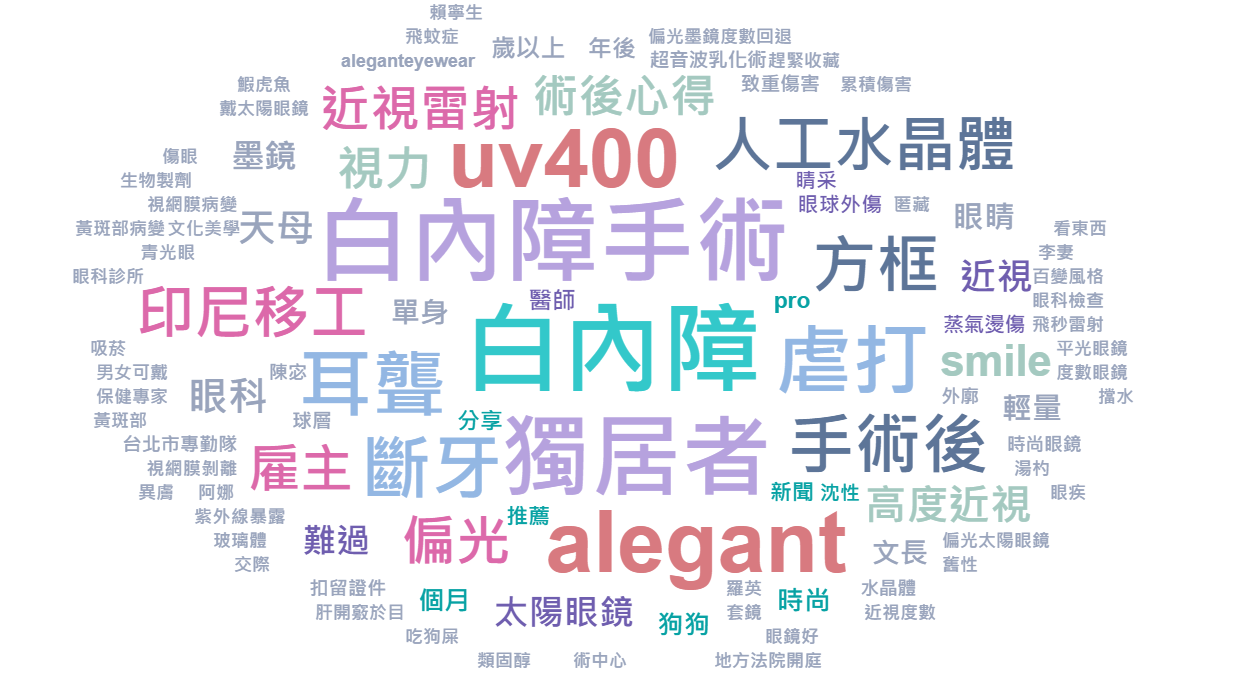 賴寧生
飛蚊症 歲以上 年後 偏光墨鏡度數回退
aleganteyewear 超音波乳化術 趕緊收藏
鰕虎魚 術後心得 致重傷害 累積傷害
戴太陽眼鏡 近視雷射
傷眼 墨鏡 視力 uv400 人工水晶體
生物製劑 睛采
視網膜病變 眼球外傷 匿藏 眼睛
黃斑部病變 文化美學 天母 白內障手術 看東西
青光眼 方框 李妻
眼科診所 近視 百變風格
印尼移工 單身 醫師 pro 眼科檢查
蒸氣燙傷 飛秒雷射
吸菸 白內障 虐打 smile 平光眼鏡
男女可戴 陳宓 耳聾 度數眼鏡
保健專家 眼科 外廓 輕量 擋水
黃斑部 球層 分享
台北市專勤隊 獨居者 手術後 時尚眼鏡
視網膜剝離 雇主 斷牙 湯杓
異膚 阿娜 新聞 沈性 高度近視 眼疾
紫外線暴露 推薦
玻璃體 難過 偏光 alegant 文長 偏光太陽眼鏡
交際 舊性
扣留證件 個月 羅英 時尚 水晶體
肝開竅於目 太陽眼鏡 狗狗 套鏡 近視度數
吃狗屎 眼鏡好
類固醇 術中心 地方法院開庭